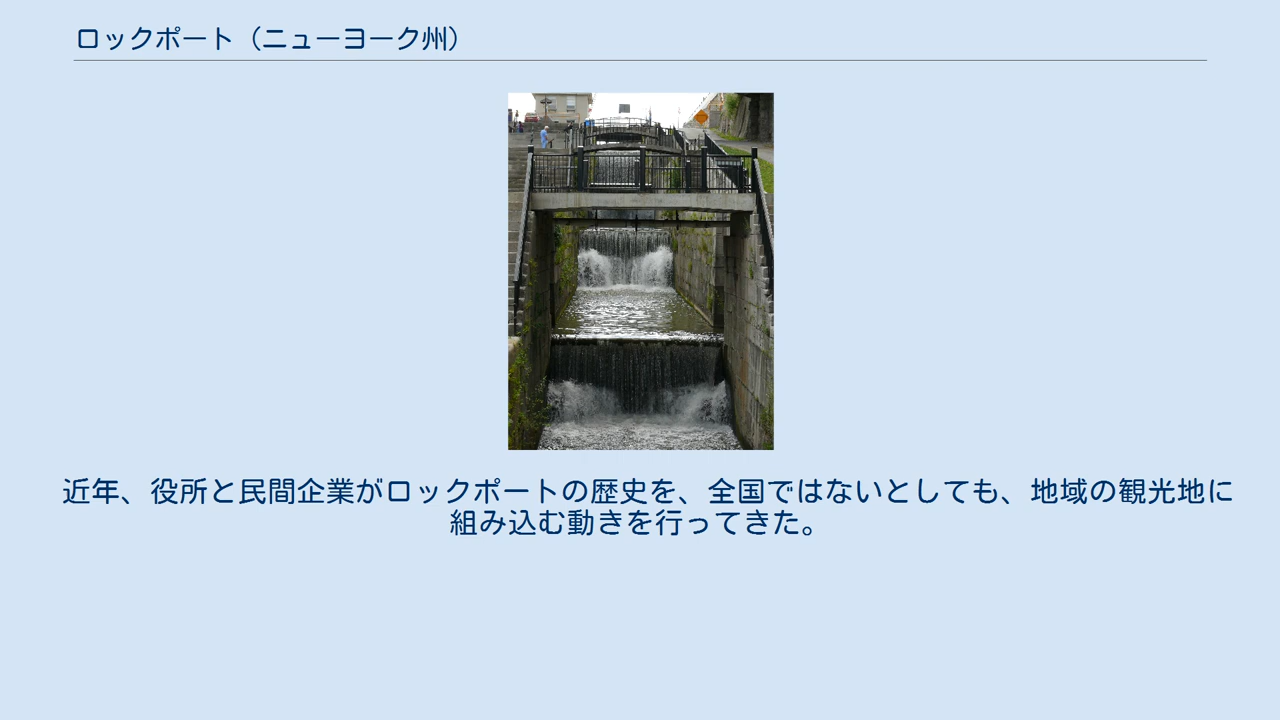 ロックポート（ニューヨーク州）
近年、役所と民間企業がロックポートの歴史を、全国ではないとしても、地域の観光地に
組み込む動きを行ってきた。